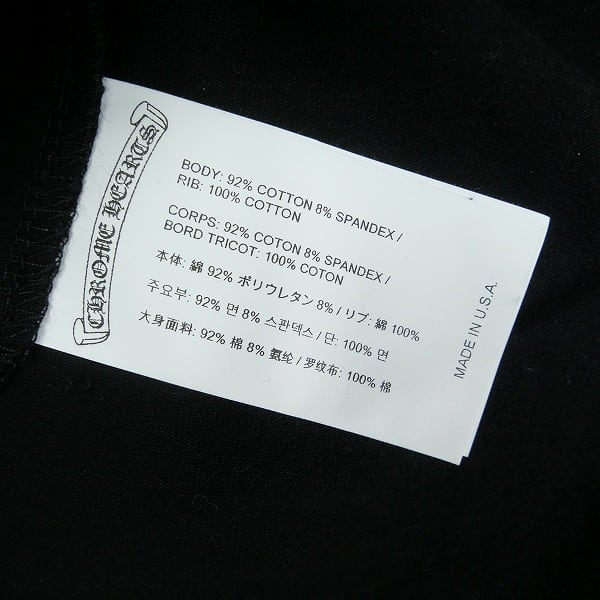 CHROME HEARTS
BODY: 92% COTTON 8% SPANDEX /
RIB: 100% COTTON
CORPS: 92% COTON 8% SPANDEX /
BORD TRICOT: 100% COTON
本体: 綿 92% ポリウレタン 8% / リブ: 綿 100%
주요부: 92% 면 8% 스판덱스 / 단: 100% 면
大身面料: 92% 棉 8% 氨纶 / 罗纹布: 100% 棉
MADE IN U.S.A.